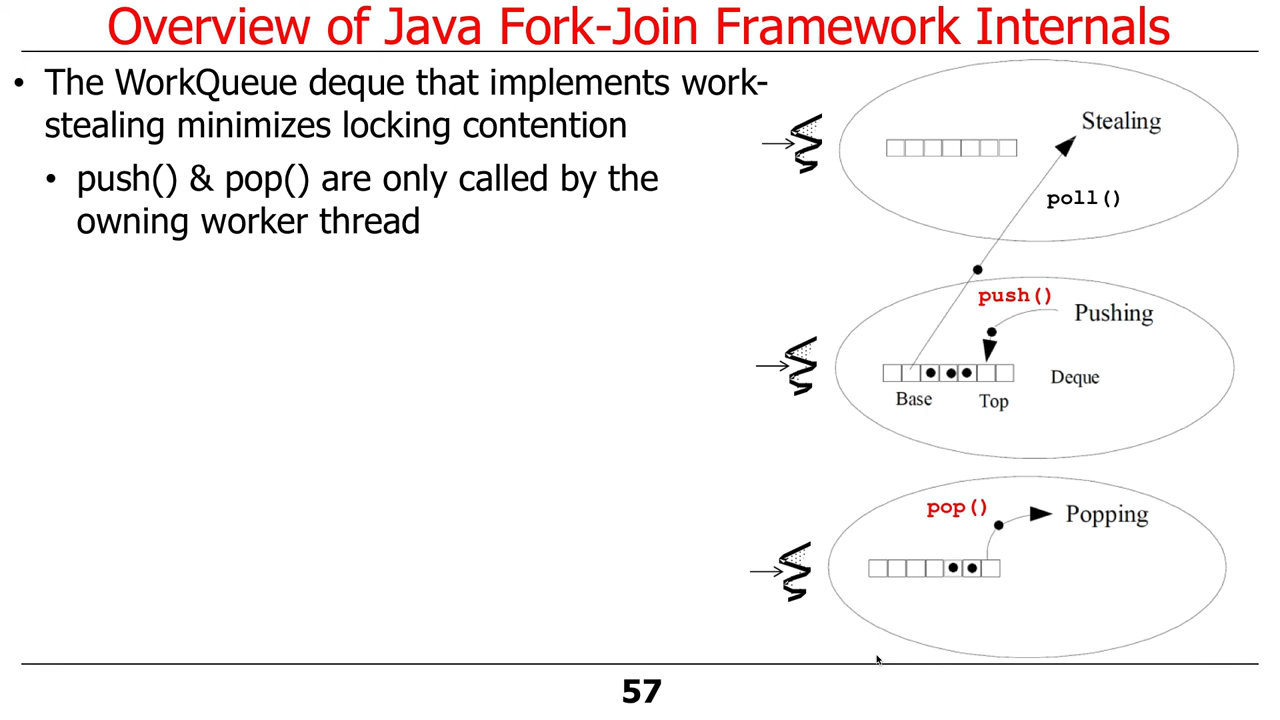 Overview of Java Fork-Join Framework Internals
• The WorkQueue deque that implements work-
stealing minimizes locking contention
• push() & pop() are only called by the
owning worker thread
Stealing
poll()
push()
Pushing
Deque
Base
Top
pop()
Popping
57